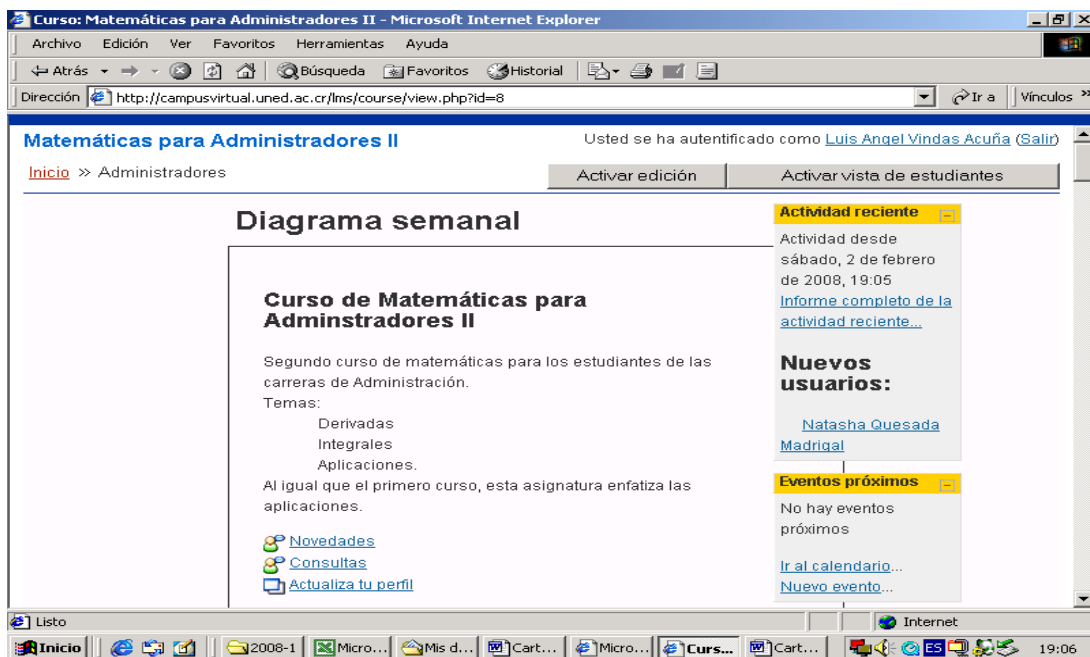 Curso: Matemáticas para Administradores II - Microsoft Internet Explorer
Archivo Edición Ver Favoritos Herramientas Ayuda
Atrás Búsqueda Favoritos Historial
Dirección http://campusvirtual.uned.ac.cr/lms/course/view.php?id=8 Ir a Vínculos »
Matemáticas para Administradores II
Usted se ha autentificado como Luis Angel Vindas Acuña (Salir)
Inicio » Administradores
Activar edición Activar vista de estudiantes
Diagrama semanal
Curso de Matemáticas para
Adminstradores II
Segundo curso de matemáticas para los estudiantes de las
carreras de Administración.
Temas:
Derivadas
Integrales
Aplicaciones.
Al igual que el primero curso, esta asignatura enfatiza las
aplicaciones.
Novedades
Consultas
Actualiza tu perfil
Actividad reciente
Actividad desde
sábado, 2 de febrero
de 2008, 19:05
Informe completo de la
actividad reciente...
Nuevos
usuarios:
Natasha Quesada
Madrigal
Eventos próximos
No hay eventos
próximos
Ir al calendario...
Nuevo evento...
Listo Internet
Inicio 2008-1 Micro... Mis d... Cart... Micro... Curs... Cart... ES 19:06